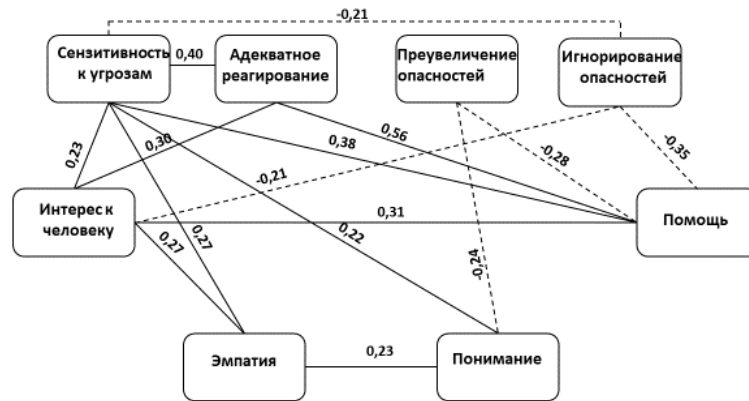 -0,21
Сензитивность
к угрозам
0,40
Адекватное
реагирование
Преувеличение
опасностей
Игнорирование
опасностей
0,23
0,30
0,38
0,56
-0,28
-0,35
-0,21
Интерес к
человеку
0,31
Помощь
0,27
0,27
0,22
-0,24
Эмпатия
0,23
Понимание